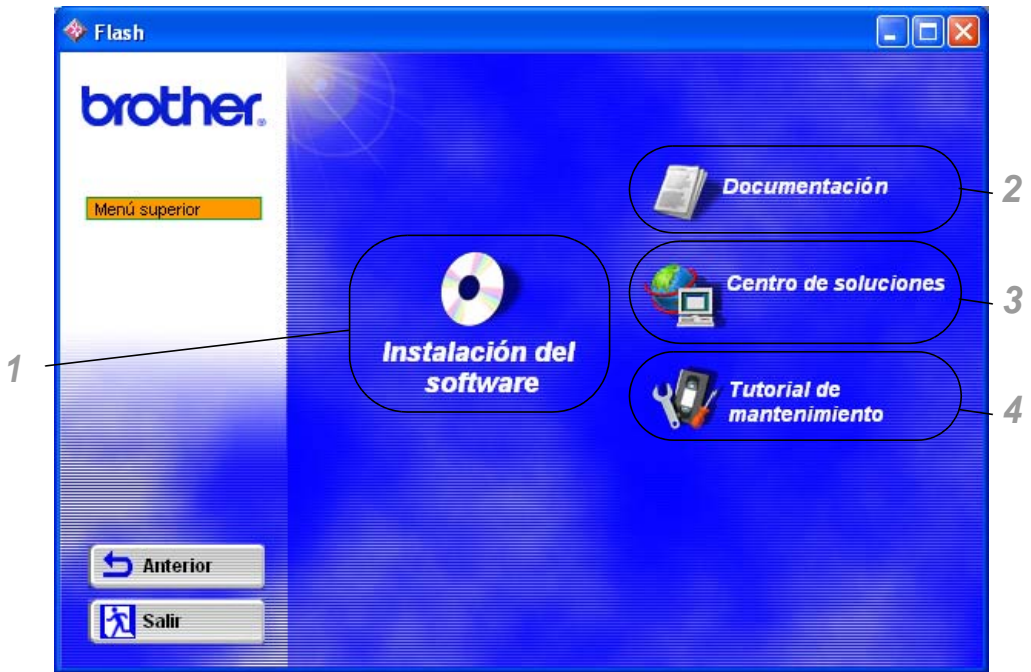 Flash
brother®
Menú superior
Documentación
2
Centro de soluciones
3
1
Instalación del
software
Tutorial de
mantenimiento
4
Anterior
Salir